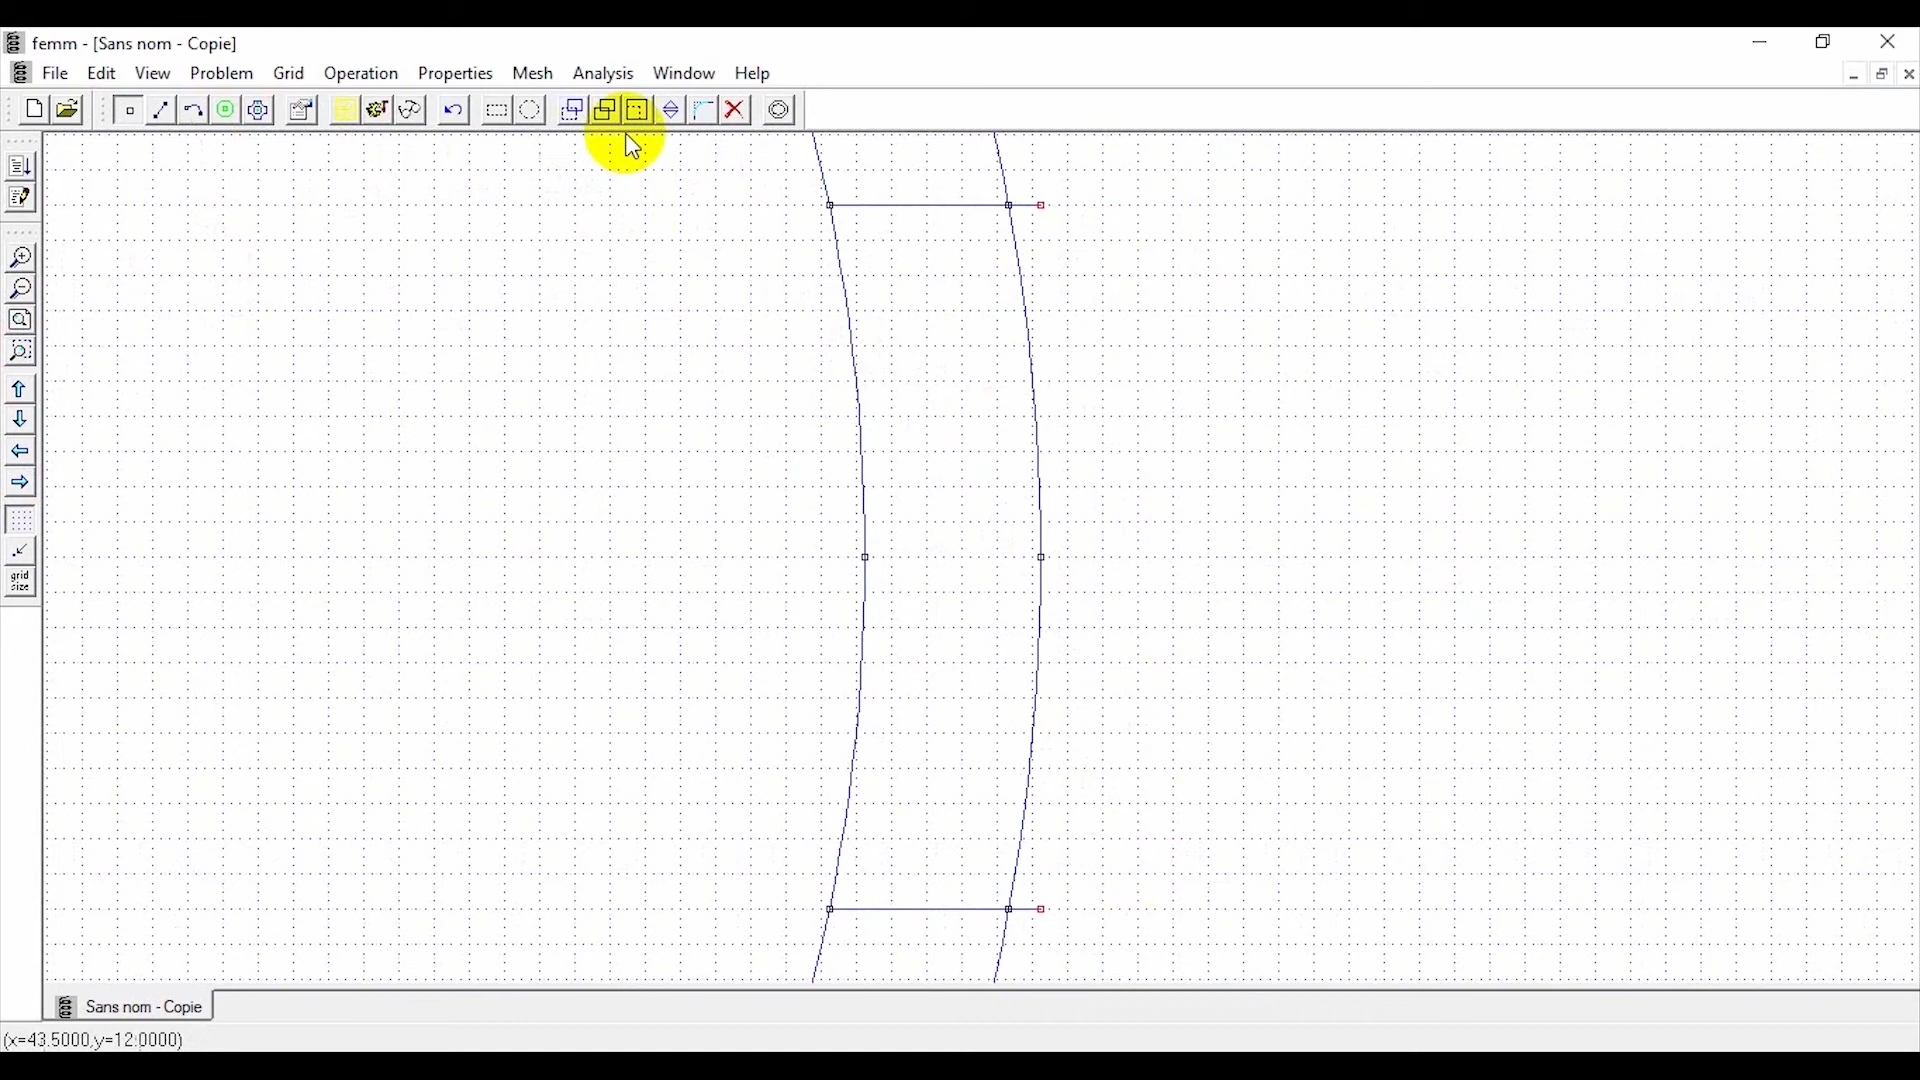 femm - [Sans nom - Copie]
File Edit View Problem Grid Operation Properties Mesh Analysis Window Help
grid
size
Sans nom - Copie
(x=43.5000,y=12.0000)